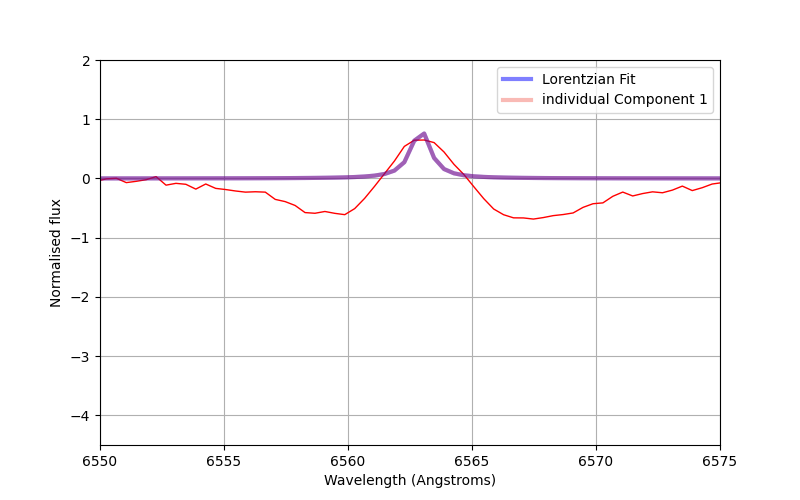 Lorentzian Fit
individual Component 1
2
1
0
−1
−2
−3
−4
Normalised flux
6550 6555 6560 6565 6570 6575
Wavelength (Angstroms)